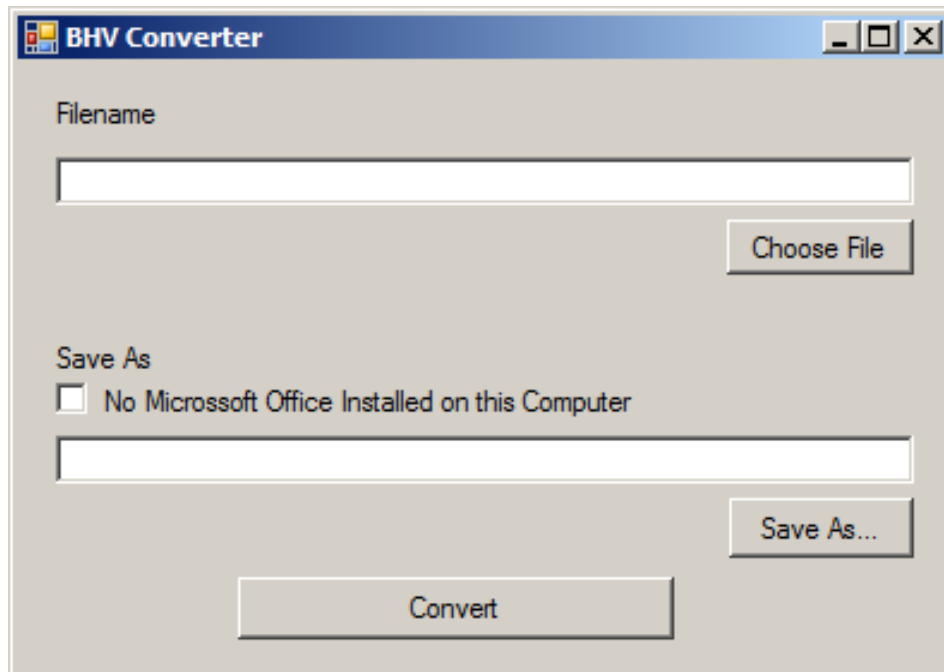 BHV Converter
Filename
Choose File
Save As
No Microssoft Office Installed on this Computer
Save As...
Convert